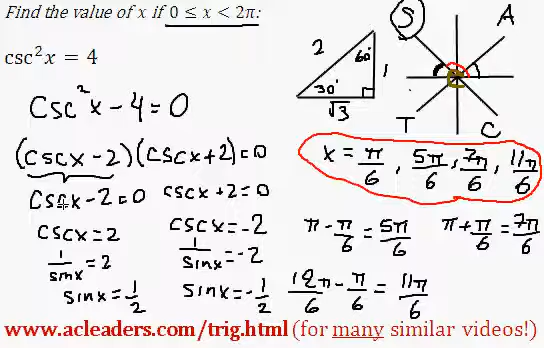 Find the value of x if 0 ≤ x < 2π:
csc²x = 4
csc²x - 4 = 0
(cscx - 2)(cscx + 2) = 0
cscx - 2 = 0
cscx + 2 = 0
cscx = 2
cscx = -2
1/sinx = 2
1/sinx = -2
sinx = 1/2
sinx = -1/2
2
60°
1
30°
√3
S
A
T
C
x = π/6, 5π/6, 7π/6, 11π/6
π - π/6 = 5π/6
π + π/6 = 7π/6
12π/6 - π/6 = 11π/6
www.acleaders.com/trig.html (for many similar videos!)